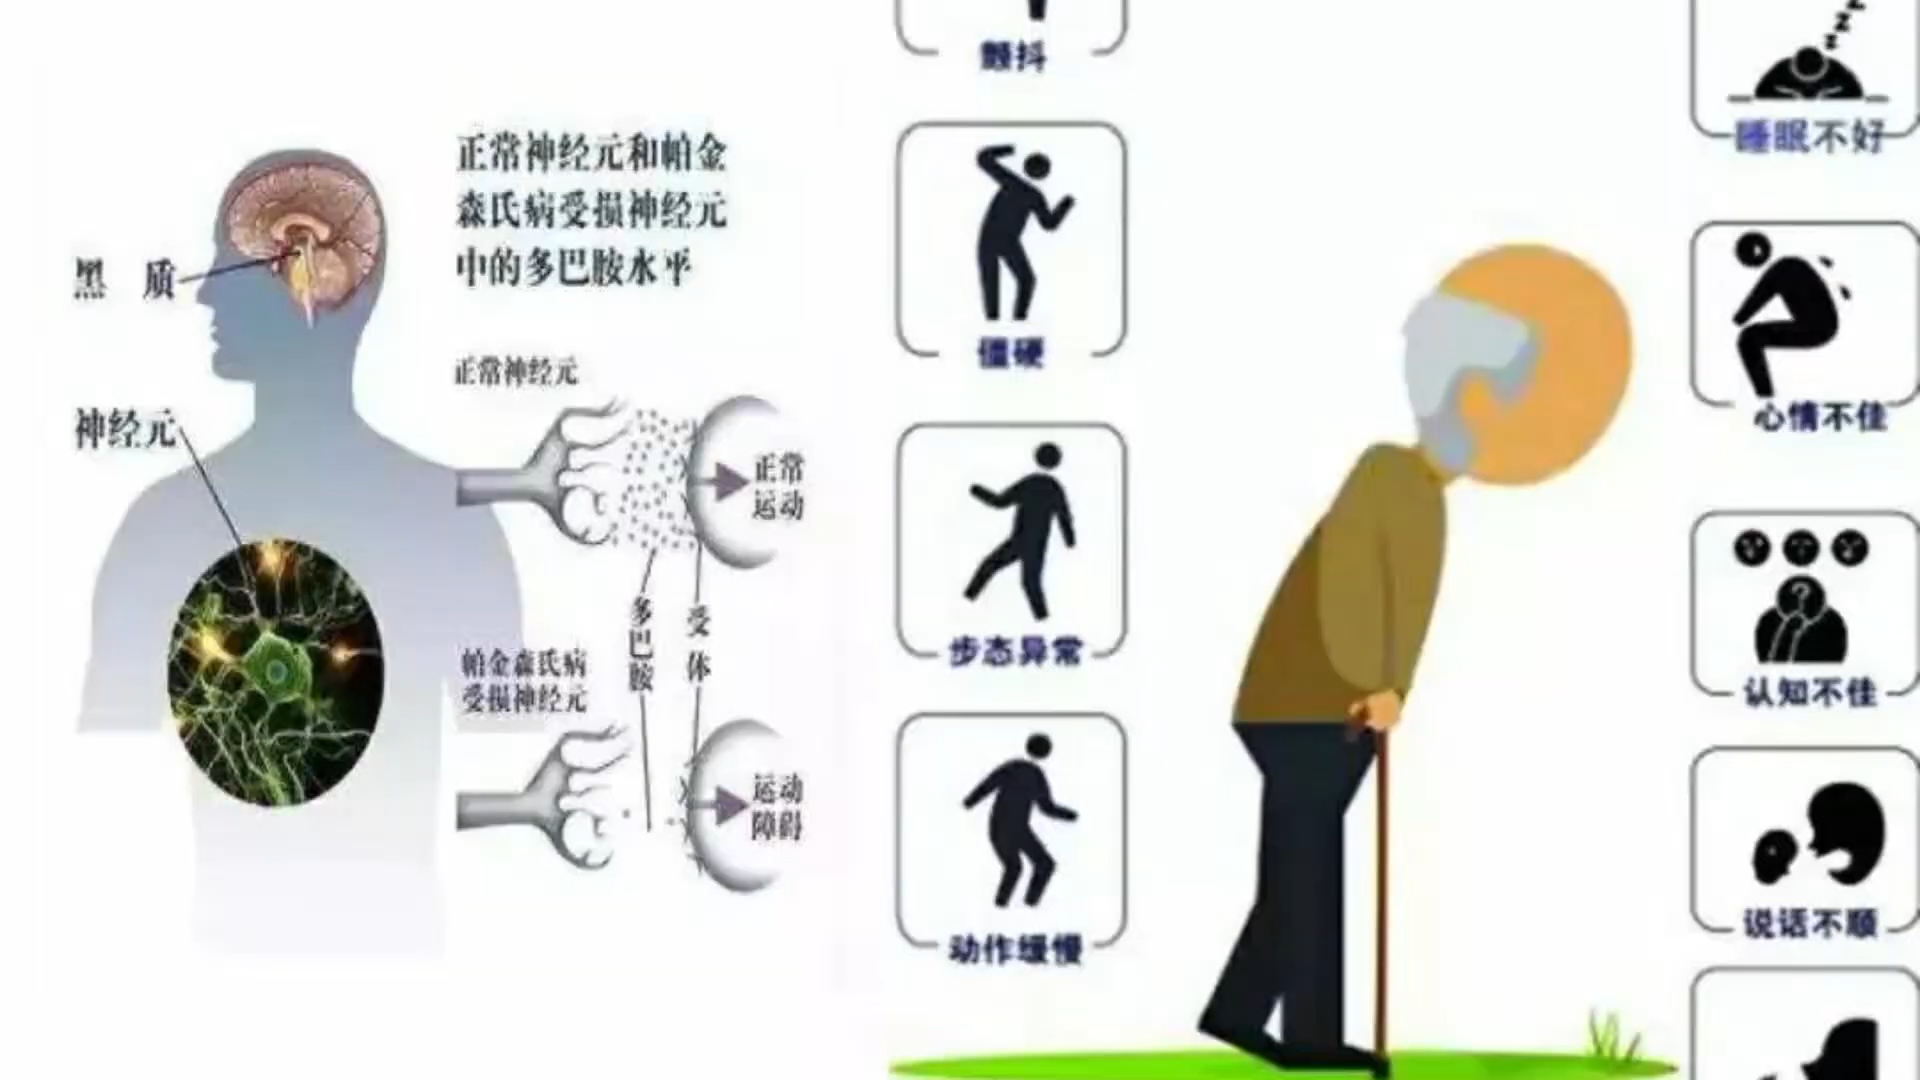 正常神经元和帕金
森氏病受损神经元
中的多巴胺水平
黑 质
神经元
正常神经元
正常
运动
多巴胺
受体
帕金森氏病
受损神经元
运动
障碍
颤抖
僵硬
步态异常
动作缓慢
睡眠不好
心情不佳
认知不佳
说话不顺